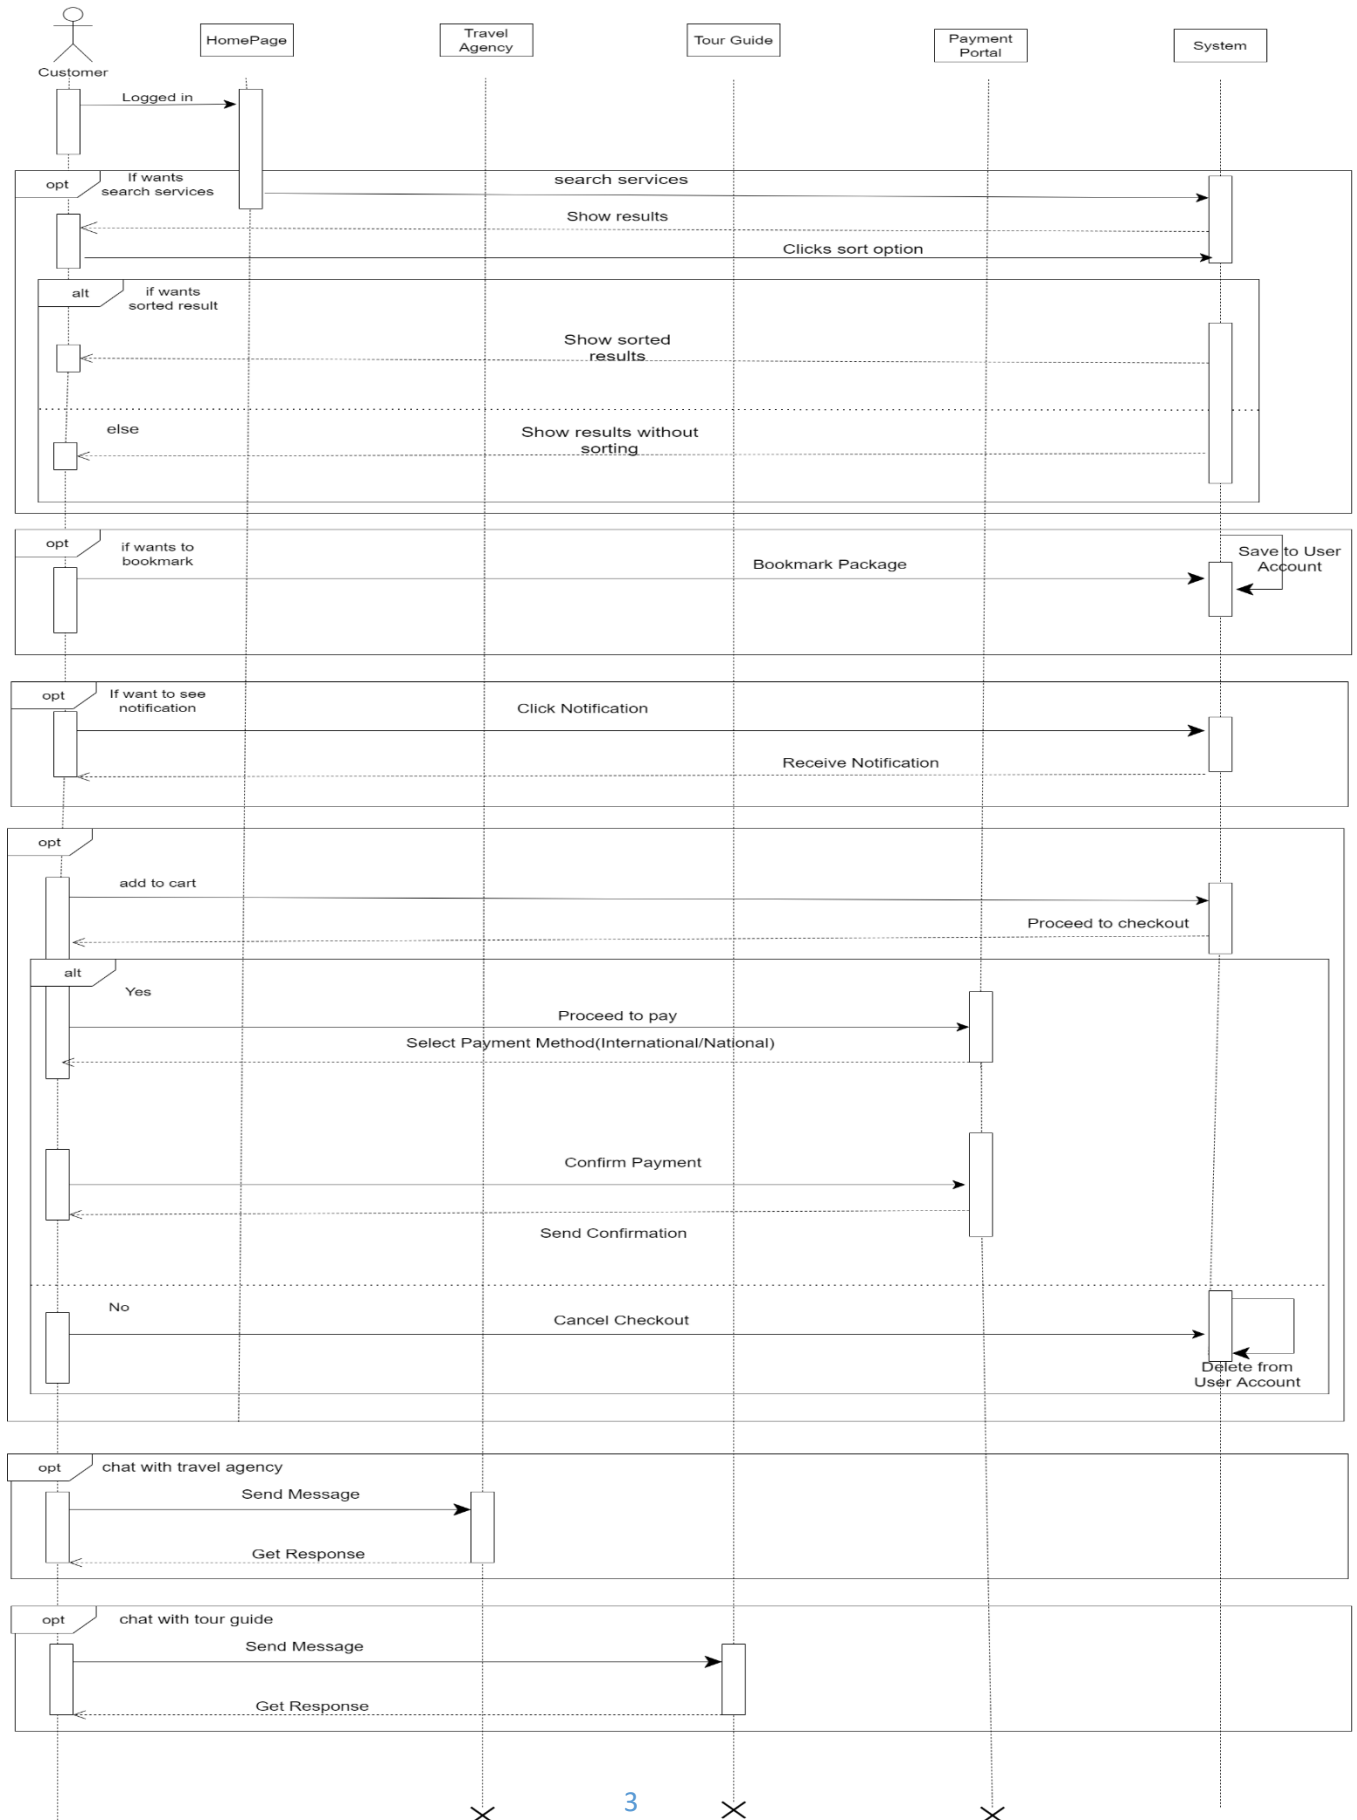 Customer
HomePage
Travel
Agency
Tour Guide
Payment
Portal
System
Logged in
opt
If wants
search services
search services
Show results
Clicks sort option
alt
if wants
sorted result
Show sorted
results
else
Show results without
sorting
opt
if wants to
bookmark
Bookmark Package
Save to User
Account
opt
If want to see
notification
Click Notification
Receive Notification
opt
add to cart
Proceed to checkout
alt
Yes
Proceed to pay
Select Payment Method(International/National)
Confirm Payment
Send Confirmation
No
Cancel Checkout
Delete from
User Account
opt
chat with travel agency
Send Message
Get Response
opt
chat with tour guide
Send Message
Get Response
3